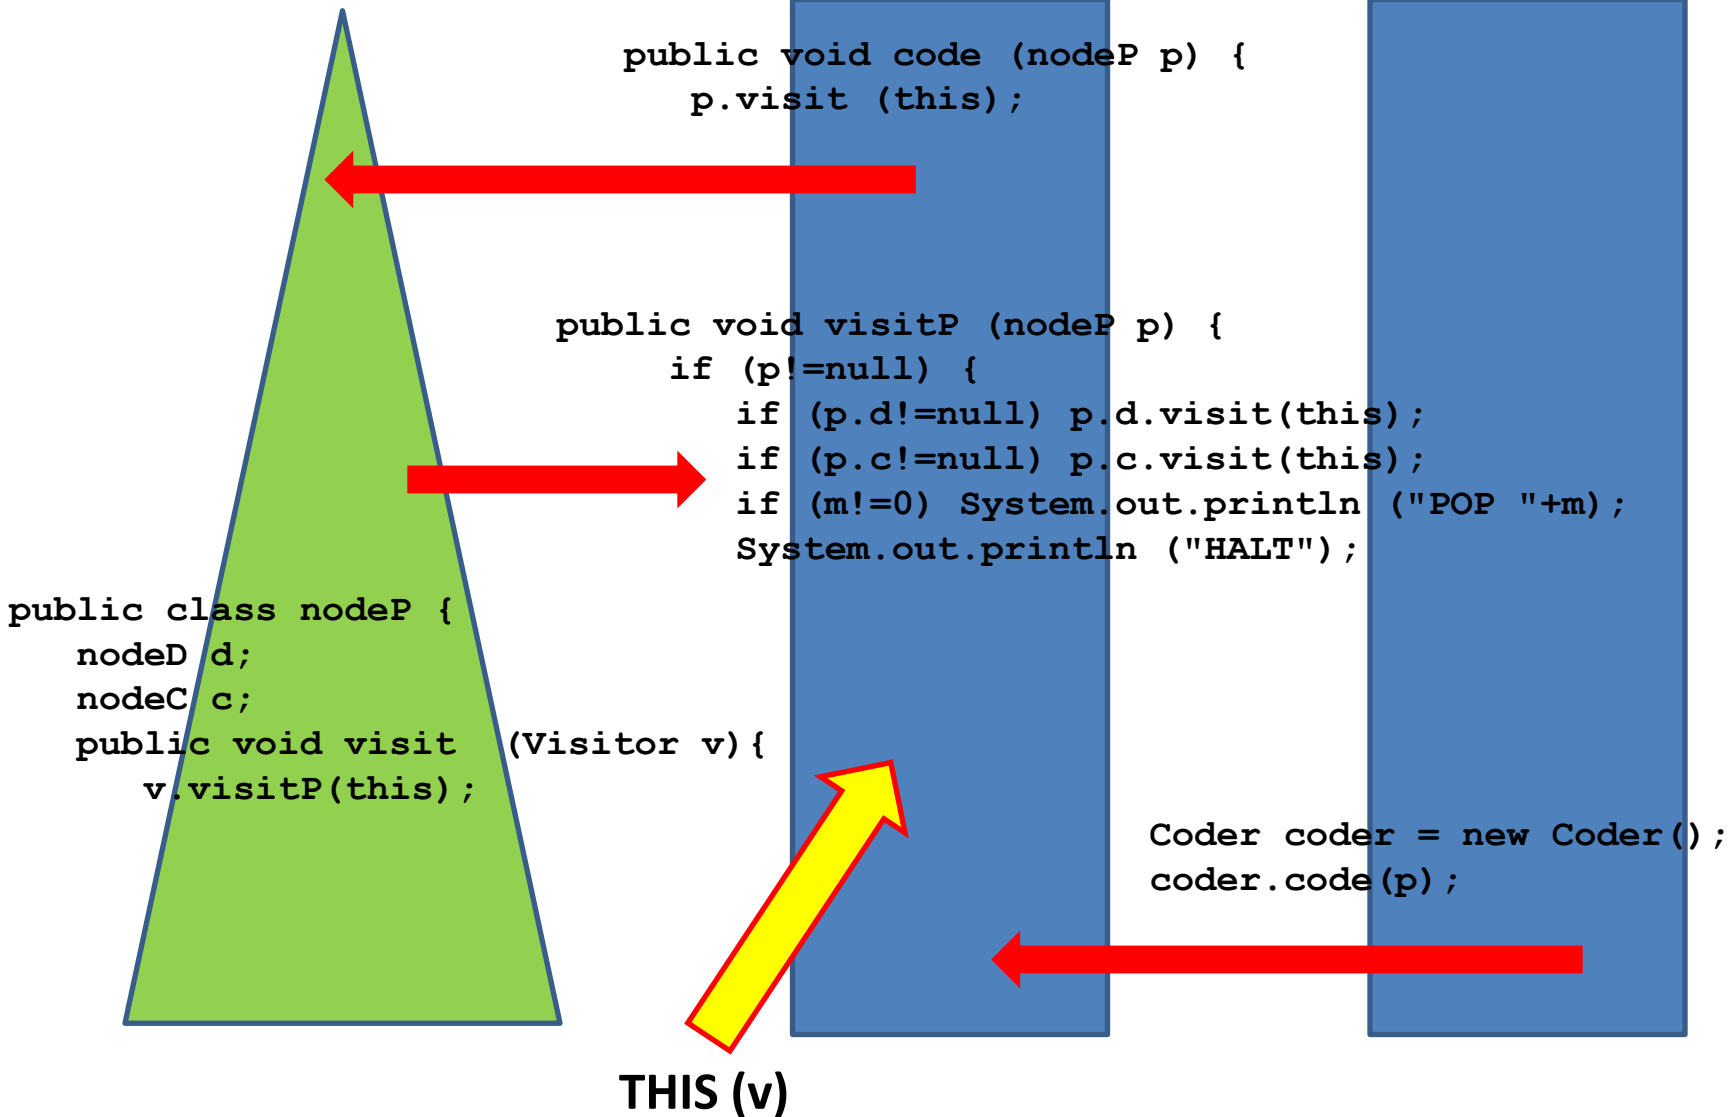 public void code (nodeP p) {
p.visit (this);
public void visitP (nodeP p) {
if (p!=null) {
if (p.d!=null) p.d.visit(this);
if (p.c!=null) p.c.visit(this);
if (m!=0) System.out.println ("POP "+m);
System.out.println ("HALT");
public class nodeP {
nodeD d;
nodeC c;
public void visit (Visitor v){
v.visitP(this);
Coder coder = new Coder();
coder.code(p);
THIS (v)